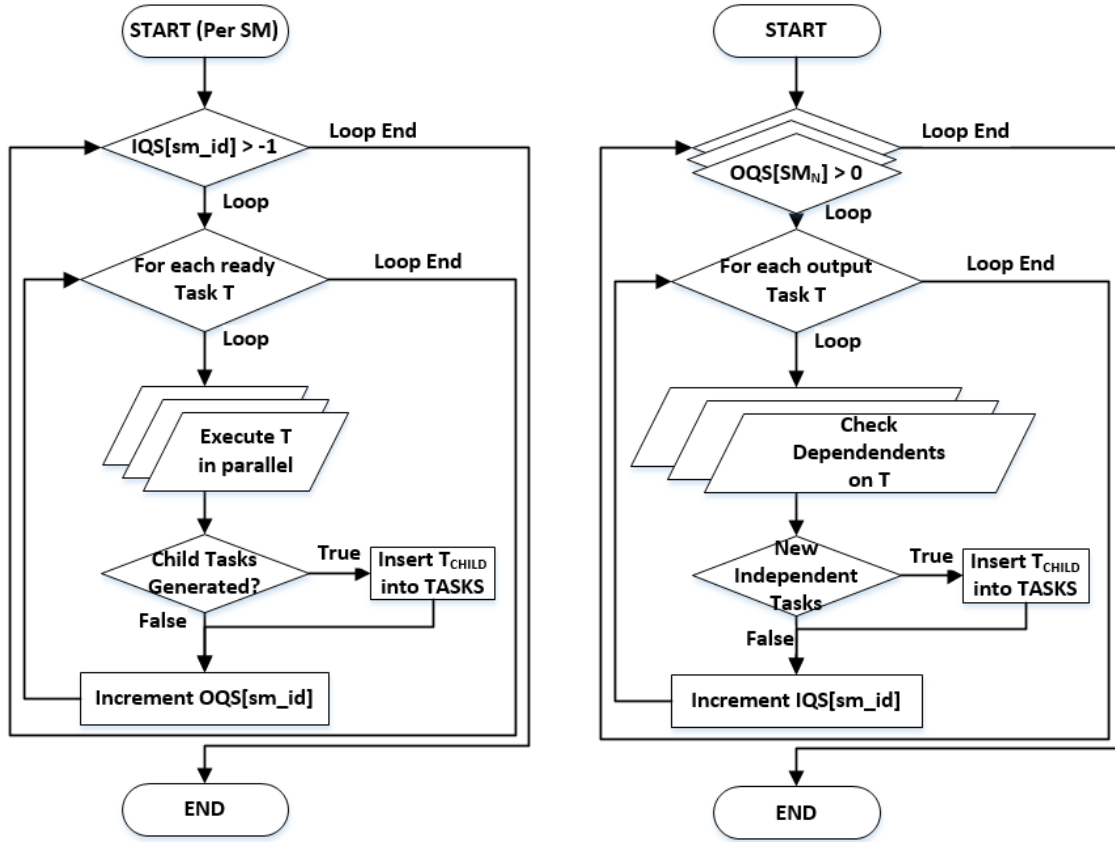 START (Per SM)
IQS[sm_id] > -1
Loop End
Loop
For each ready
Task T
Loop End
Loop
Execute T
in parallel
Child Tasks
Generated?
True
Insert TCHILD
into TASKS
False
Increment OQS[sm_id]
END
START
OQS[SMN] > 0
Loop End
Loop
For each output
Task T
Loop End
Loop
Check
Dependents
on T
New
Independent
Tasks
True
Insert TCHILD
into TASKS
False
Increment IQS[sm_id]
END